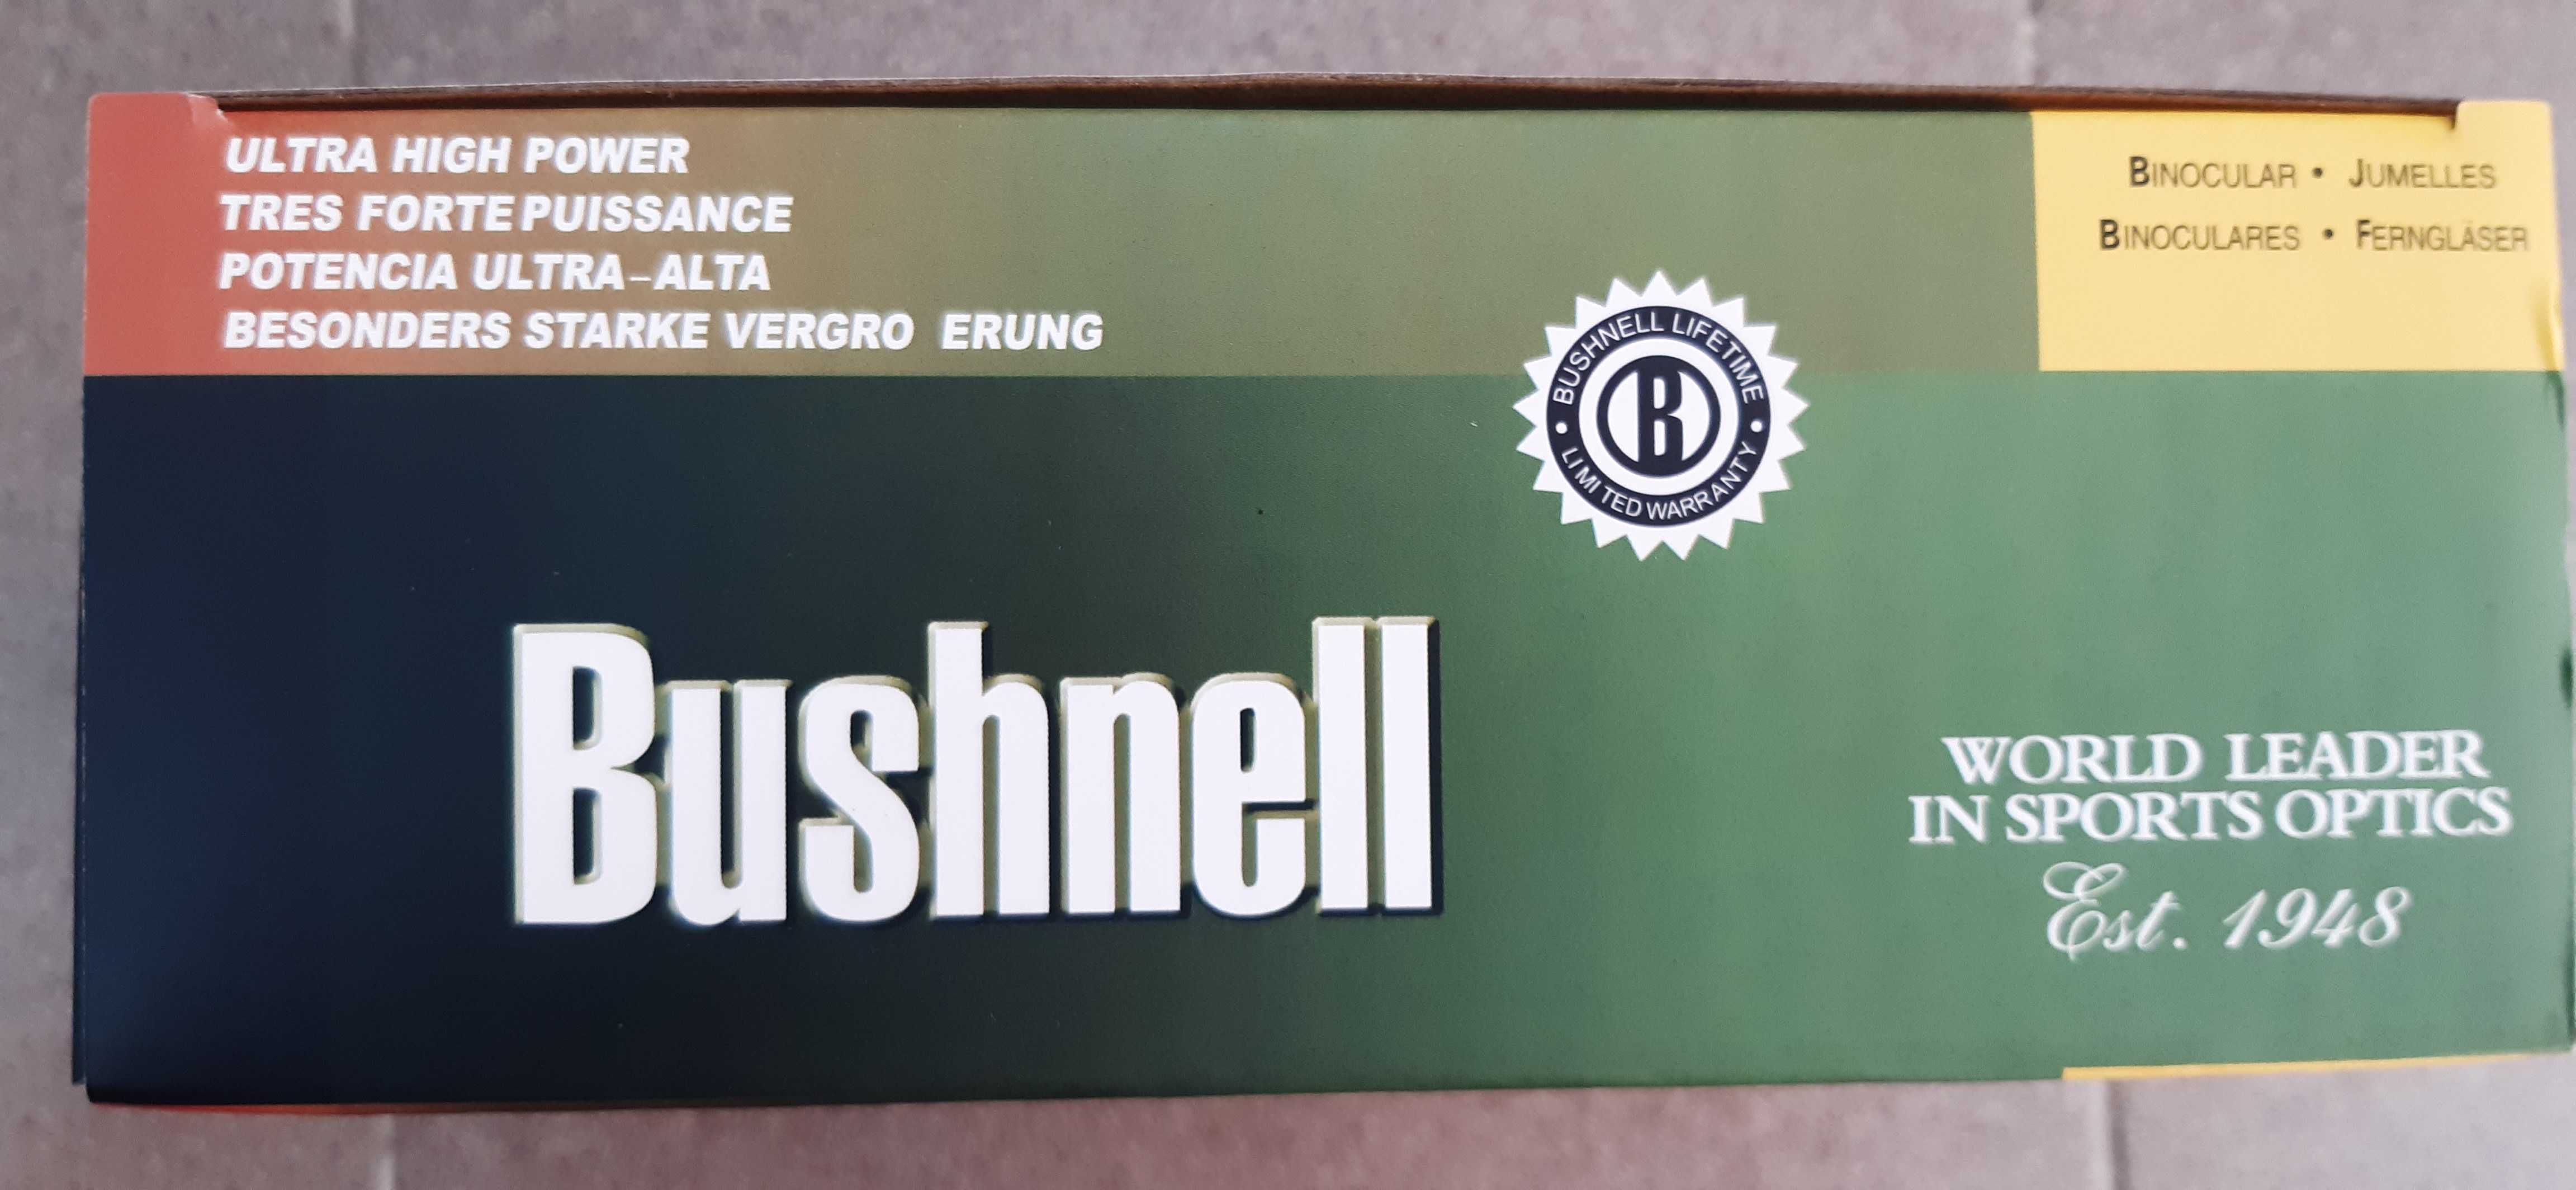 ULTRA HIGH POWER
TRES FORTE PUISSANCE
POTENCIA ULTRA–ALTA
BESONDERS STARKE VERGRO ERUNG
BINOCULAR • JUMELLES
BINOCULARES • FERNGLÄSER
BUSHNELL LIFETIME
B
• LIMITED WARRANTY •
Bushnell
WORLD LEADER
IN SPORTS OPTICS
Est. 1948